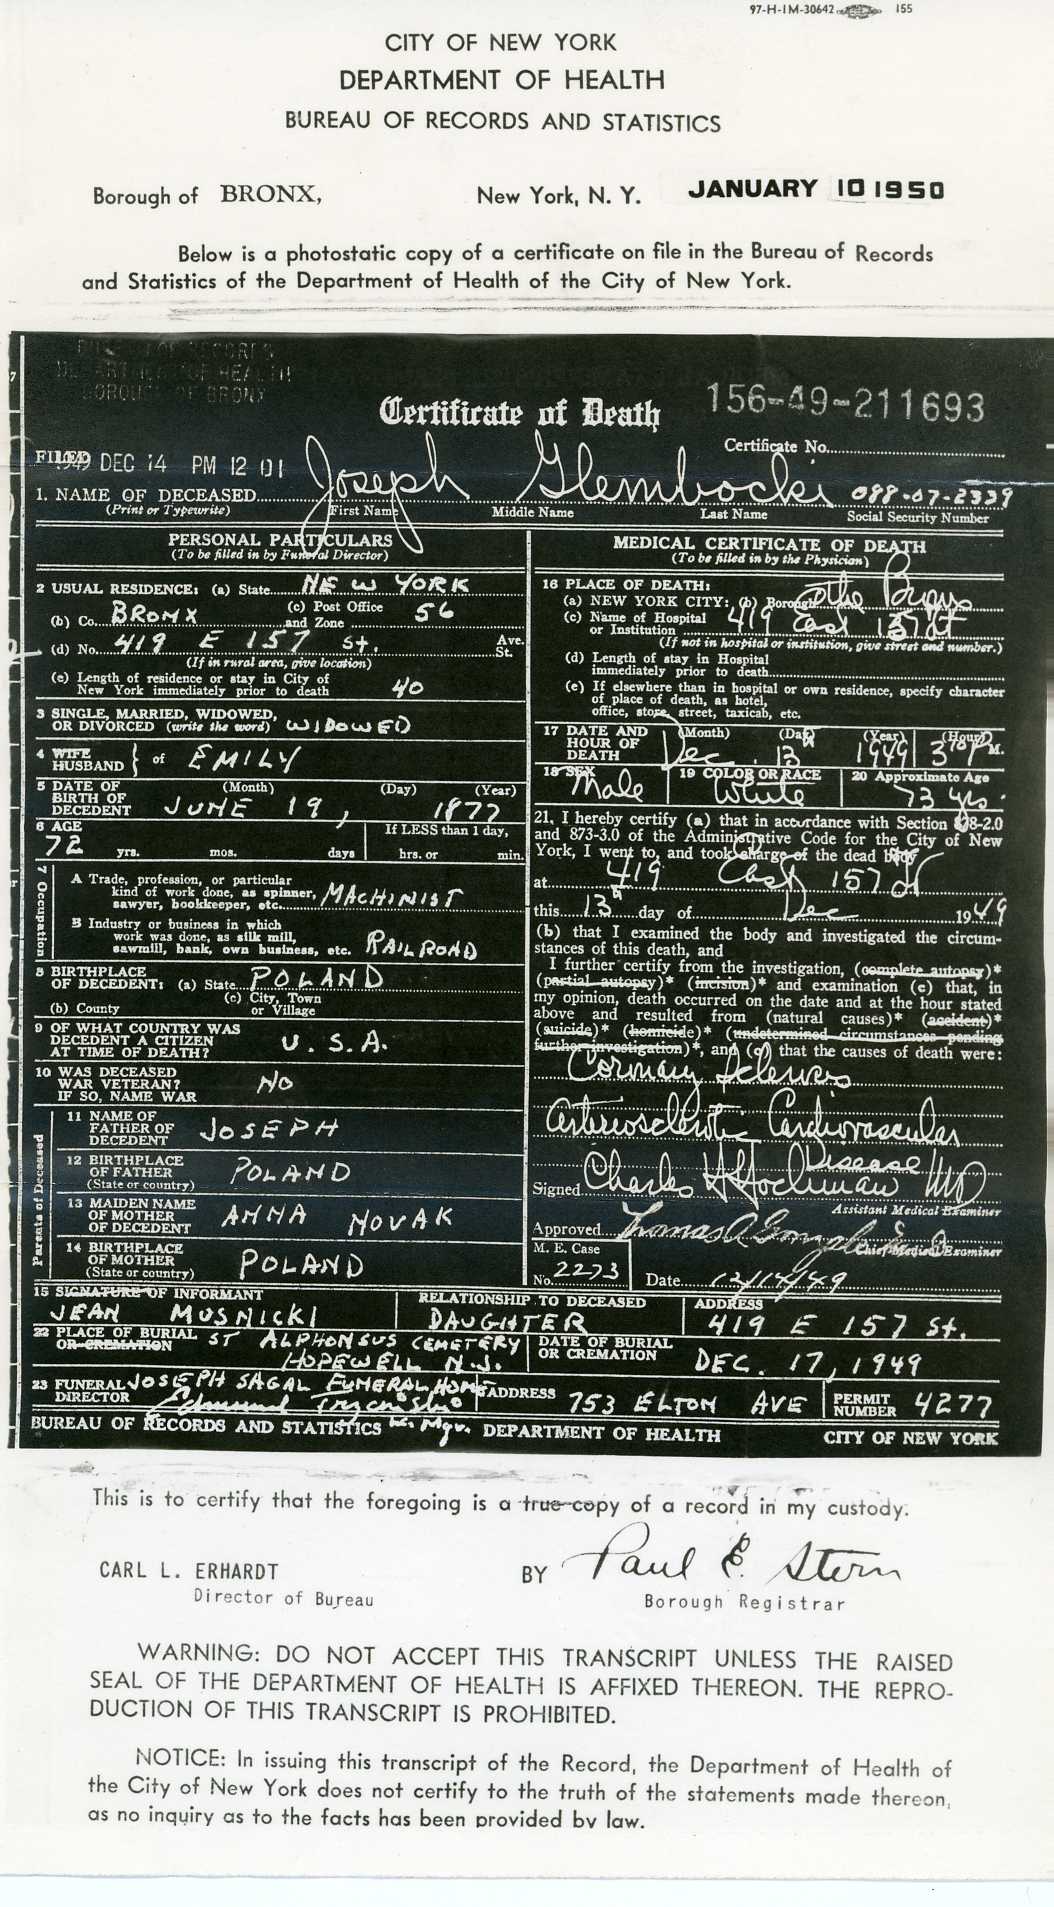 97-H-1M-30642 155
CITY OF NEW YORK
DEPARTMENT OF HEALTH
BUREAU OF RECORDS AND STATISTICS
Borough of BRONX, New York, N. Y. JANUARY 10 1950
Below is a photostatic copy of a certificate on file in the Bureau of Records
and Statistics of the Department of Health of the City of New York.
BUREAU OF RECORDS
DEPARTMENT OF HEALTH
BOROUGH OF BRONX
Certificate of Death 156-49-211693
Certificate No.
FILED 1949 DEC 14 PM 12 01
1. NAME OF DECEASED Joseph Glembocki 088-07-2339
(Print or Typewrite) First Name Middle Name Last Name Social Security Number
PERSONAL PARTICULARS
(To be filled in by Funeral Director)
2 USUAL RESIDENCE: (a) State NEW YORK
(b) Co. BRONX (c) Post Office and Zone 56
(d) No. 419 E 157 St. Ave. St.
(If in rural area, give location)
(e) Length of residence or stay in City of
New York immediately prior to death 40
3 SINGLE, MARRIED, WIDOWED,
OR DIVORCED (write the word) WIDOWED
4 WIFE HUSBAND } of EMILY
5 DATE OF BIRTH OF DECEDENT (Month) (Day) (Year)
JUNE 19, 1877
6 AGE If LESS than 1 day,
72 yrs. mos. days hrs. or min.
7 Occupation
A Trade, profession, or particular
kind of work done, as spinner,
sawyer, bookkeeper, etc. MACHINIST
B Industry or business in which
work was done, as silk mill,
sawmill, bank, own business, etc. RAILROAD
8 BIRTHPLACE
OF DECEDENT: (a) State POLAND
(b) County (c) City, Town or Village
9 OF WHAT COUNTRY WAS
DECEDENT A CITIZEN
AT TIME OF DEATH? U.S.A.
10 WAS DECEASED
WAR VETERAN?
IF SO, NAME WAR NO
Parents of Deceased
11 NAME OF
FATHER OF
DECEDENT JOSEPH
12 BIRTHPLACE
OF FATHER
(State or country) POLAND
13 MAIDEN NAME
OF MOTHER
OF DECEDENT ANNA NOVAK
14 BIRTHPLACE
OF MOTHER
(State or country) POLAND
MEDICAL CERTIFICATE OF DEATH
(To be filled in by the Physician)
16 PLACE OF DEATH:
(a) NEW YORK CITY: (b) Borough The Bronx
(c) Name of Hospital
or Institution 419 East 157 St
(If not in hospital or institution, give street and number.)
(d) Length of stay in Hospital
immediately prior to death
(e) If elsewhere than in hospital or own residence, specify character
of place of death, as hotel,
office, store, street, taxicab, etc.
17 DATE AND HOUR OF DEATH (Month) (Day) (Year) (Hour)
Dec. 13 1949 M.
18 SEX 19 COLOR OR RACE 20 Approximate Age
Male White 73 yrs.
21. I hereby certify (a) that in accordance with Section 878-2.0
and 873-3.0 of the Administrative Code for the City of New
York, I went to, and took charge of the dead body
at 419 East 157 St
this 13 day of Dec 1949
(b) that I examined the body and investigated the circum-
stances of this death, and
I further certify from the investigation, (complete autopsy)*
(partial autopsy)* (incision)* and examination (c) that, in
my opinion, death occurred on the date and at the hour stated
above and resulted from (natural causes)* (accident)*
(suicide)* (homicide)* (undetermined circumstances pending
further investigation)*, and (d) that the causes of death were:
Coronary Sclerosis
Arteriosclerotic Cardiovascular
Disease
Signed Charles H Hochman MD
Assistant Medical Examiner
Approved Thomas A. Gonzales
Chief Medical Examiner
M. E. Case
No. 2273 Date 12/14/49
15 SIGNATURE OF INFORMANT RELATIONSHIP TO DECEASED ADDRESS
JEAN MUSNICKI DAUGHTER 419 E 157 St.
22 PLACE OF BURIAL
OR CREMATION ST ALPHONSUS CEMETERY
HOPEWELL N.J.
DATE OF BURIAL
OR CREMATION DEC. 17, 1949
23 FUNERAL
DIRECTOR JOSEPH SAGAL FUNERAL HOME
Edmund
ADDRESS 753 ELTON AVE PERMIT NUMBER 4277
BUREAU OF RECORDS AND STATISTICS DEPARTMENT OF HEALTH CITY OF NEW YORK
This is to certify that the foregoing is a true copy of a record in my custody.
CARL L. ERHARDT BY Paul E. Stern
Director of Bureau Borough Registrar
WARNING: DO NOT ACCEPT THIS TRANSCRIPT UNLESS THE RAISED
SEAL OF THE DEPARTMENT OF HEALTH IS AFFIXED THEREON. THE REPRO-
DUCTION OF THIS TRANSCRIPT IS PROHIBITED.
NOTICE: In issuing this transcript of the Record, the Department of Health of
the City of New York does not certify to the truth of the statements made thereon,
as no inquiry as to the facts has been provided by law.